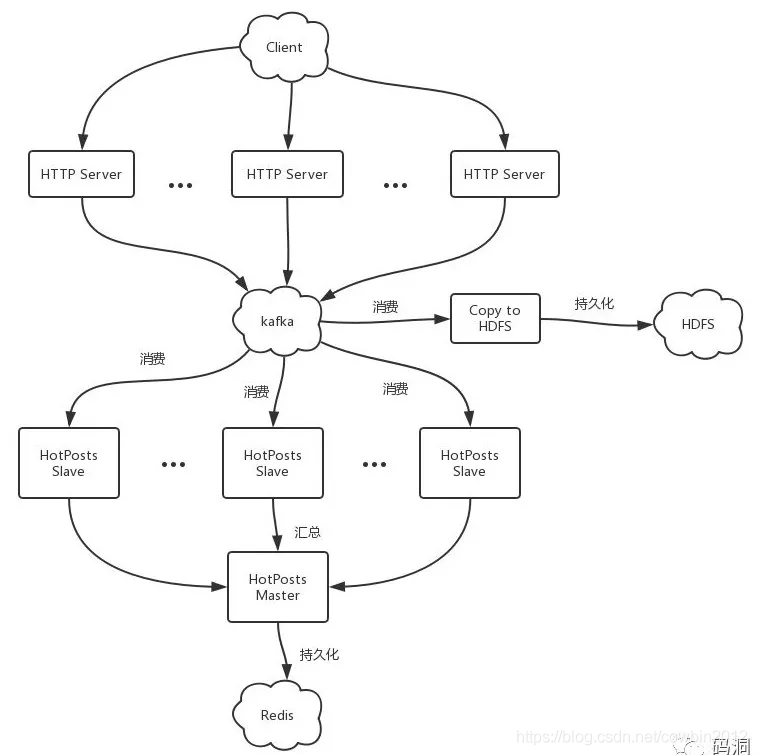 Client
HTTP Server
...
HTTP Server
...
HTTP Server
kafka
消费
Copy to
HDFS
持久化
HDFS
消费
消费
消费
HotPosts
Slave
...
HotPosts
Slave
...
HotPosts
Slave
汇总
HotPosts
Master
持久化
Redis
https://blog.csdn.net/cowbin2012
码洞